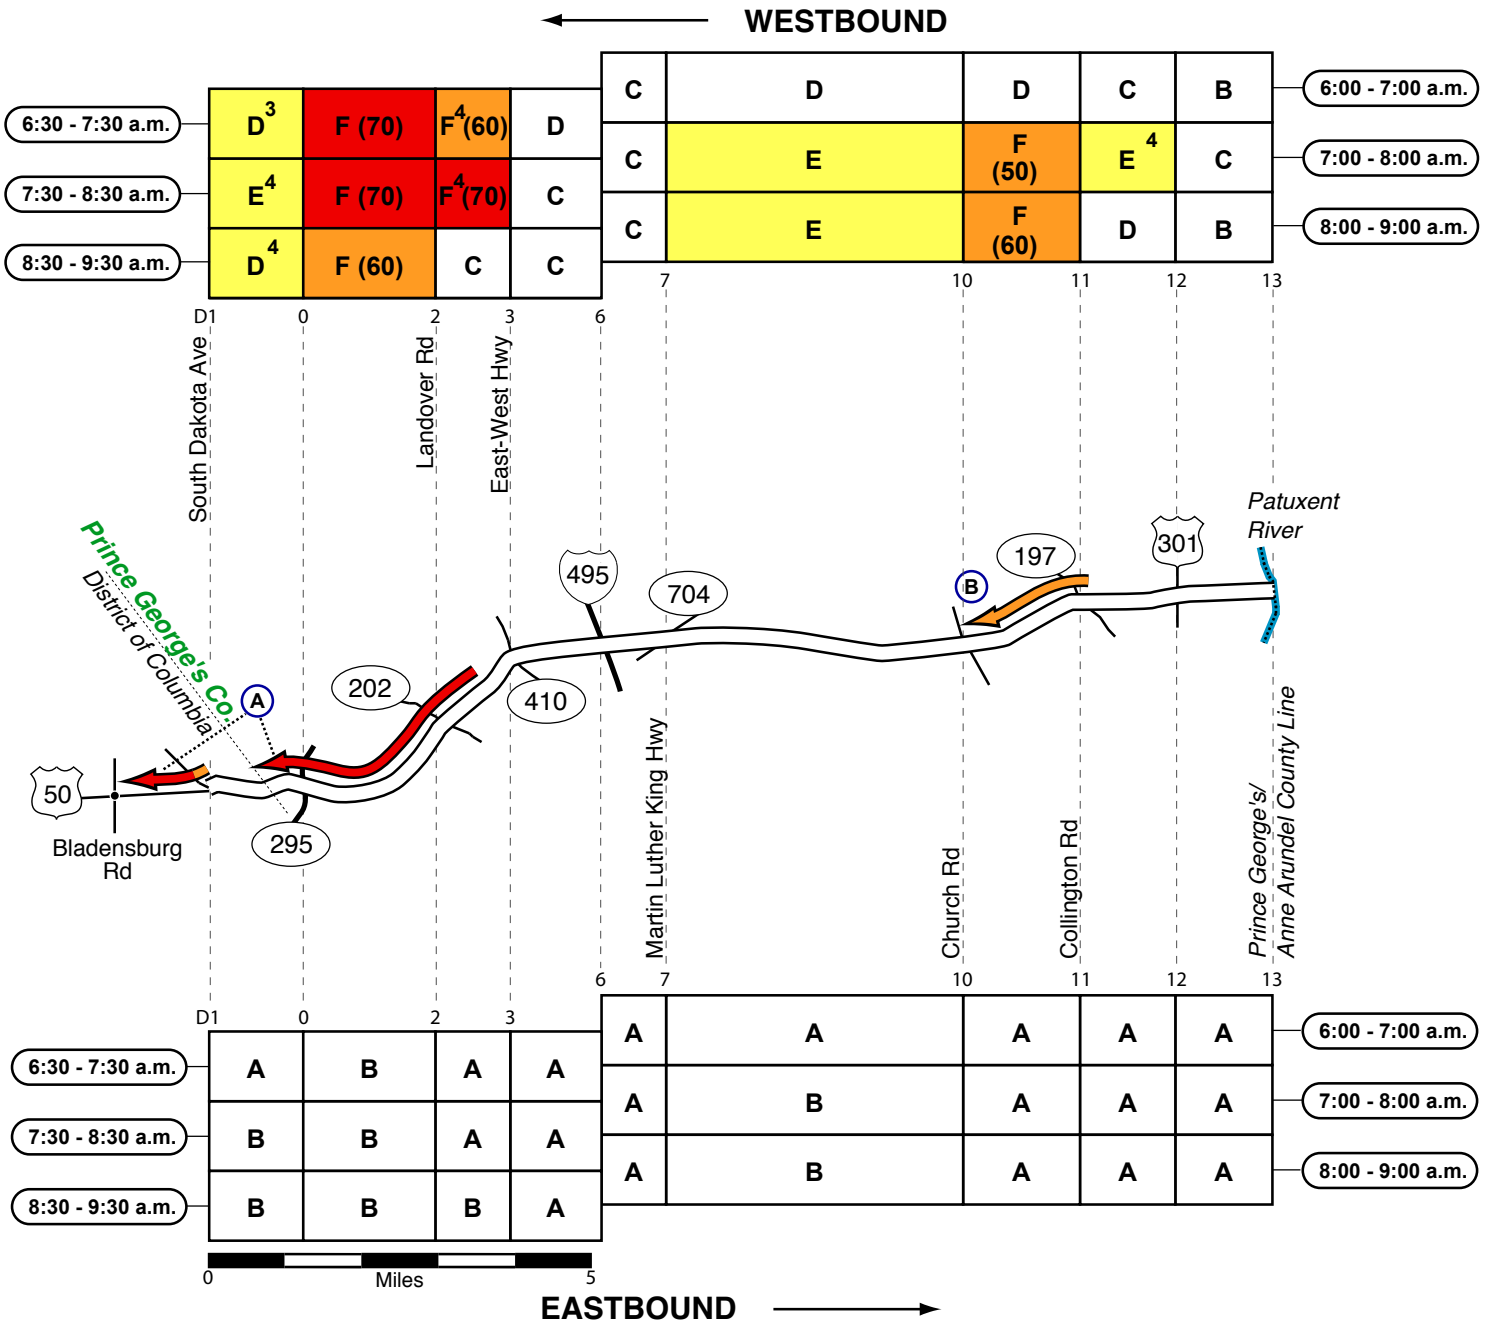 WESTBOUND
6:30 - 7:30 a.m. D3 F (70) F4(60) D
7:30 - 8:30 a.m. E4 F (70) F4(70) C
8:30 - 9:30 a.m. D4 F (60) C C
C D D C B 6:00 - 7:00 a.m.
C E F (50) E 4 C 7:00 - 8:00 a.m.
C E F (60) D B 8:00 - 9:00 a.m.
7 10 11 12 13
D1 0 2 3 6
South Dakota Ave
Landover Rd
East-West Hwy
Prince George's Co.
District of Columbia
Patuxent
River
495
704
B
197
301
202
410
A
50
Bladensburg
Rd
295
Martin Luther King Hwy
Church Rd
Collington Rd
Prince George's/
Anne Arundel County Line
6 7 10 11 12 13
D1 0 2 3
6:30 - 7:30 a.m. A B A A
7:30 - 8:30 a.m. B B A A
8:30 - 9:30 a.m. B B B A
A A A A A 6:00 - 7:00 a.m.
A B A A A 7:00 - 8:00 a.m.
A B A A A 8:00 - 9:00 a.m.
0 Miles 5
EASTBOUND